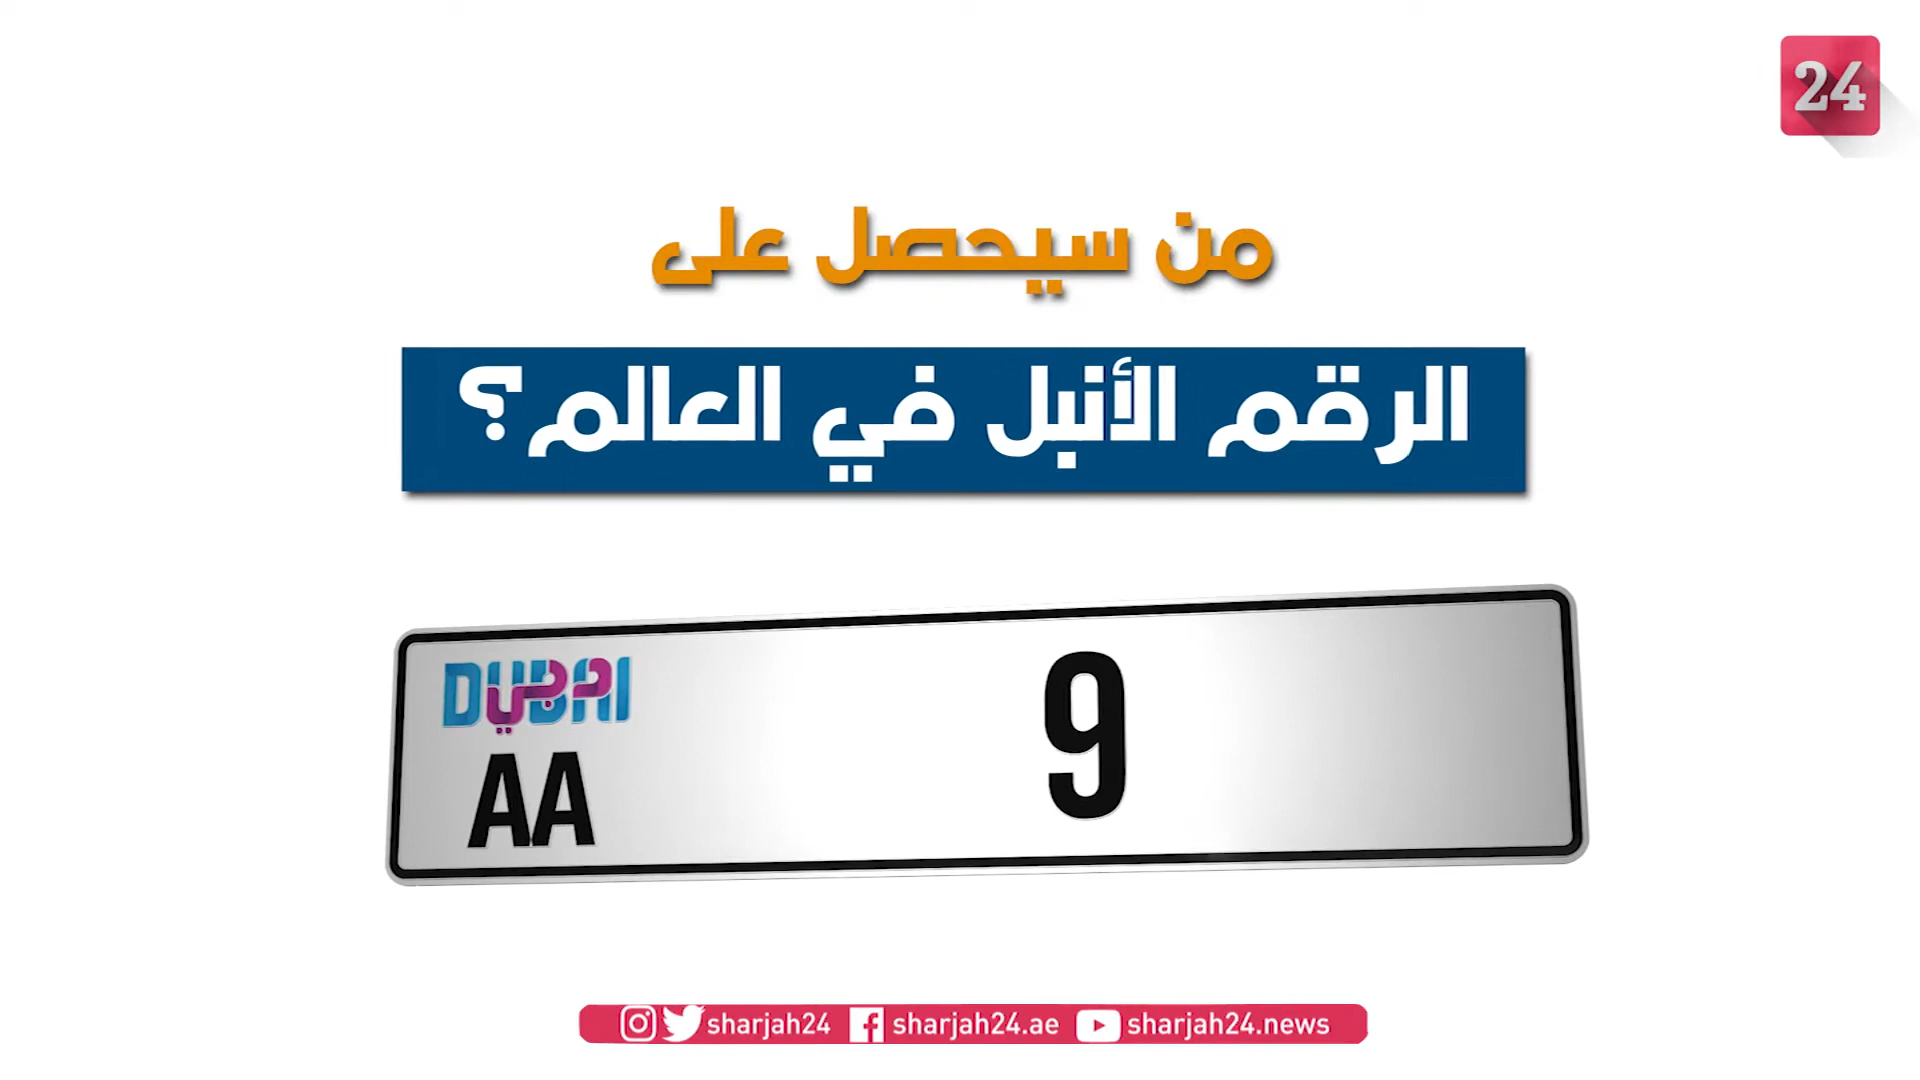 24
من سيحصل على
الرقم الأنبل في العالم؟
DUBAI دبي
AA
9
sharjah24 sharjah24.ae sharjah24.news